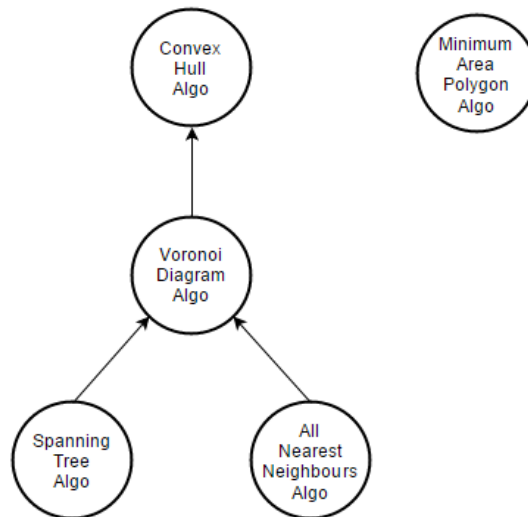 Convex
Hull
Algo
Minimum
Area
Polygon
Algo
Voronoi
Diagram
Algo
Spanning
Tree
Algo
All
Nearest
Neighbours
Algo